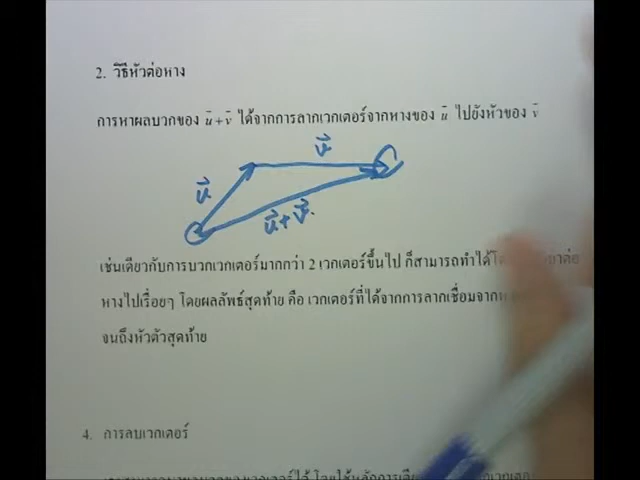 2. วิธีหัวต่อหาง
การหาผลบวกของ u̅+v̅ ได้จากการลากเวกเตอร์จากหางของ u̅ ไปยังหัวของ v̅
v⃗
u⃗
u⃗+v⃗
เช่นเดียวกับการบวกเวกเตอร์มากกว่า 2 เวกเตอร์ขึ้นไป ก็สามารถทำได้
หางไปเรื่อยๆ โดยผลลัพธ์สุดท้าย คือ เวกเตอร์ที่ได้จากการลากเชื่อมจาก
จนถึงหัวตัวสุดท้าย
4. การลบเวกเตอร์